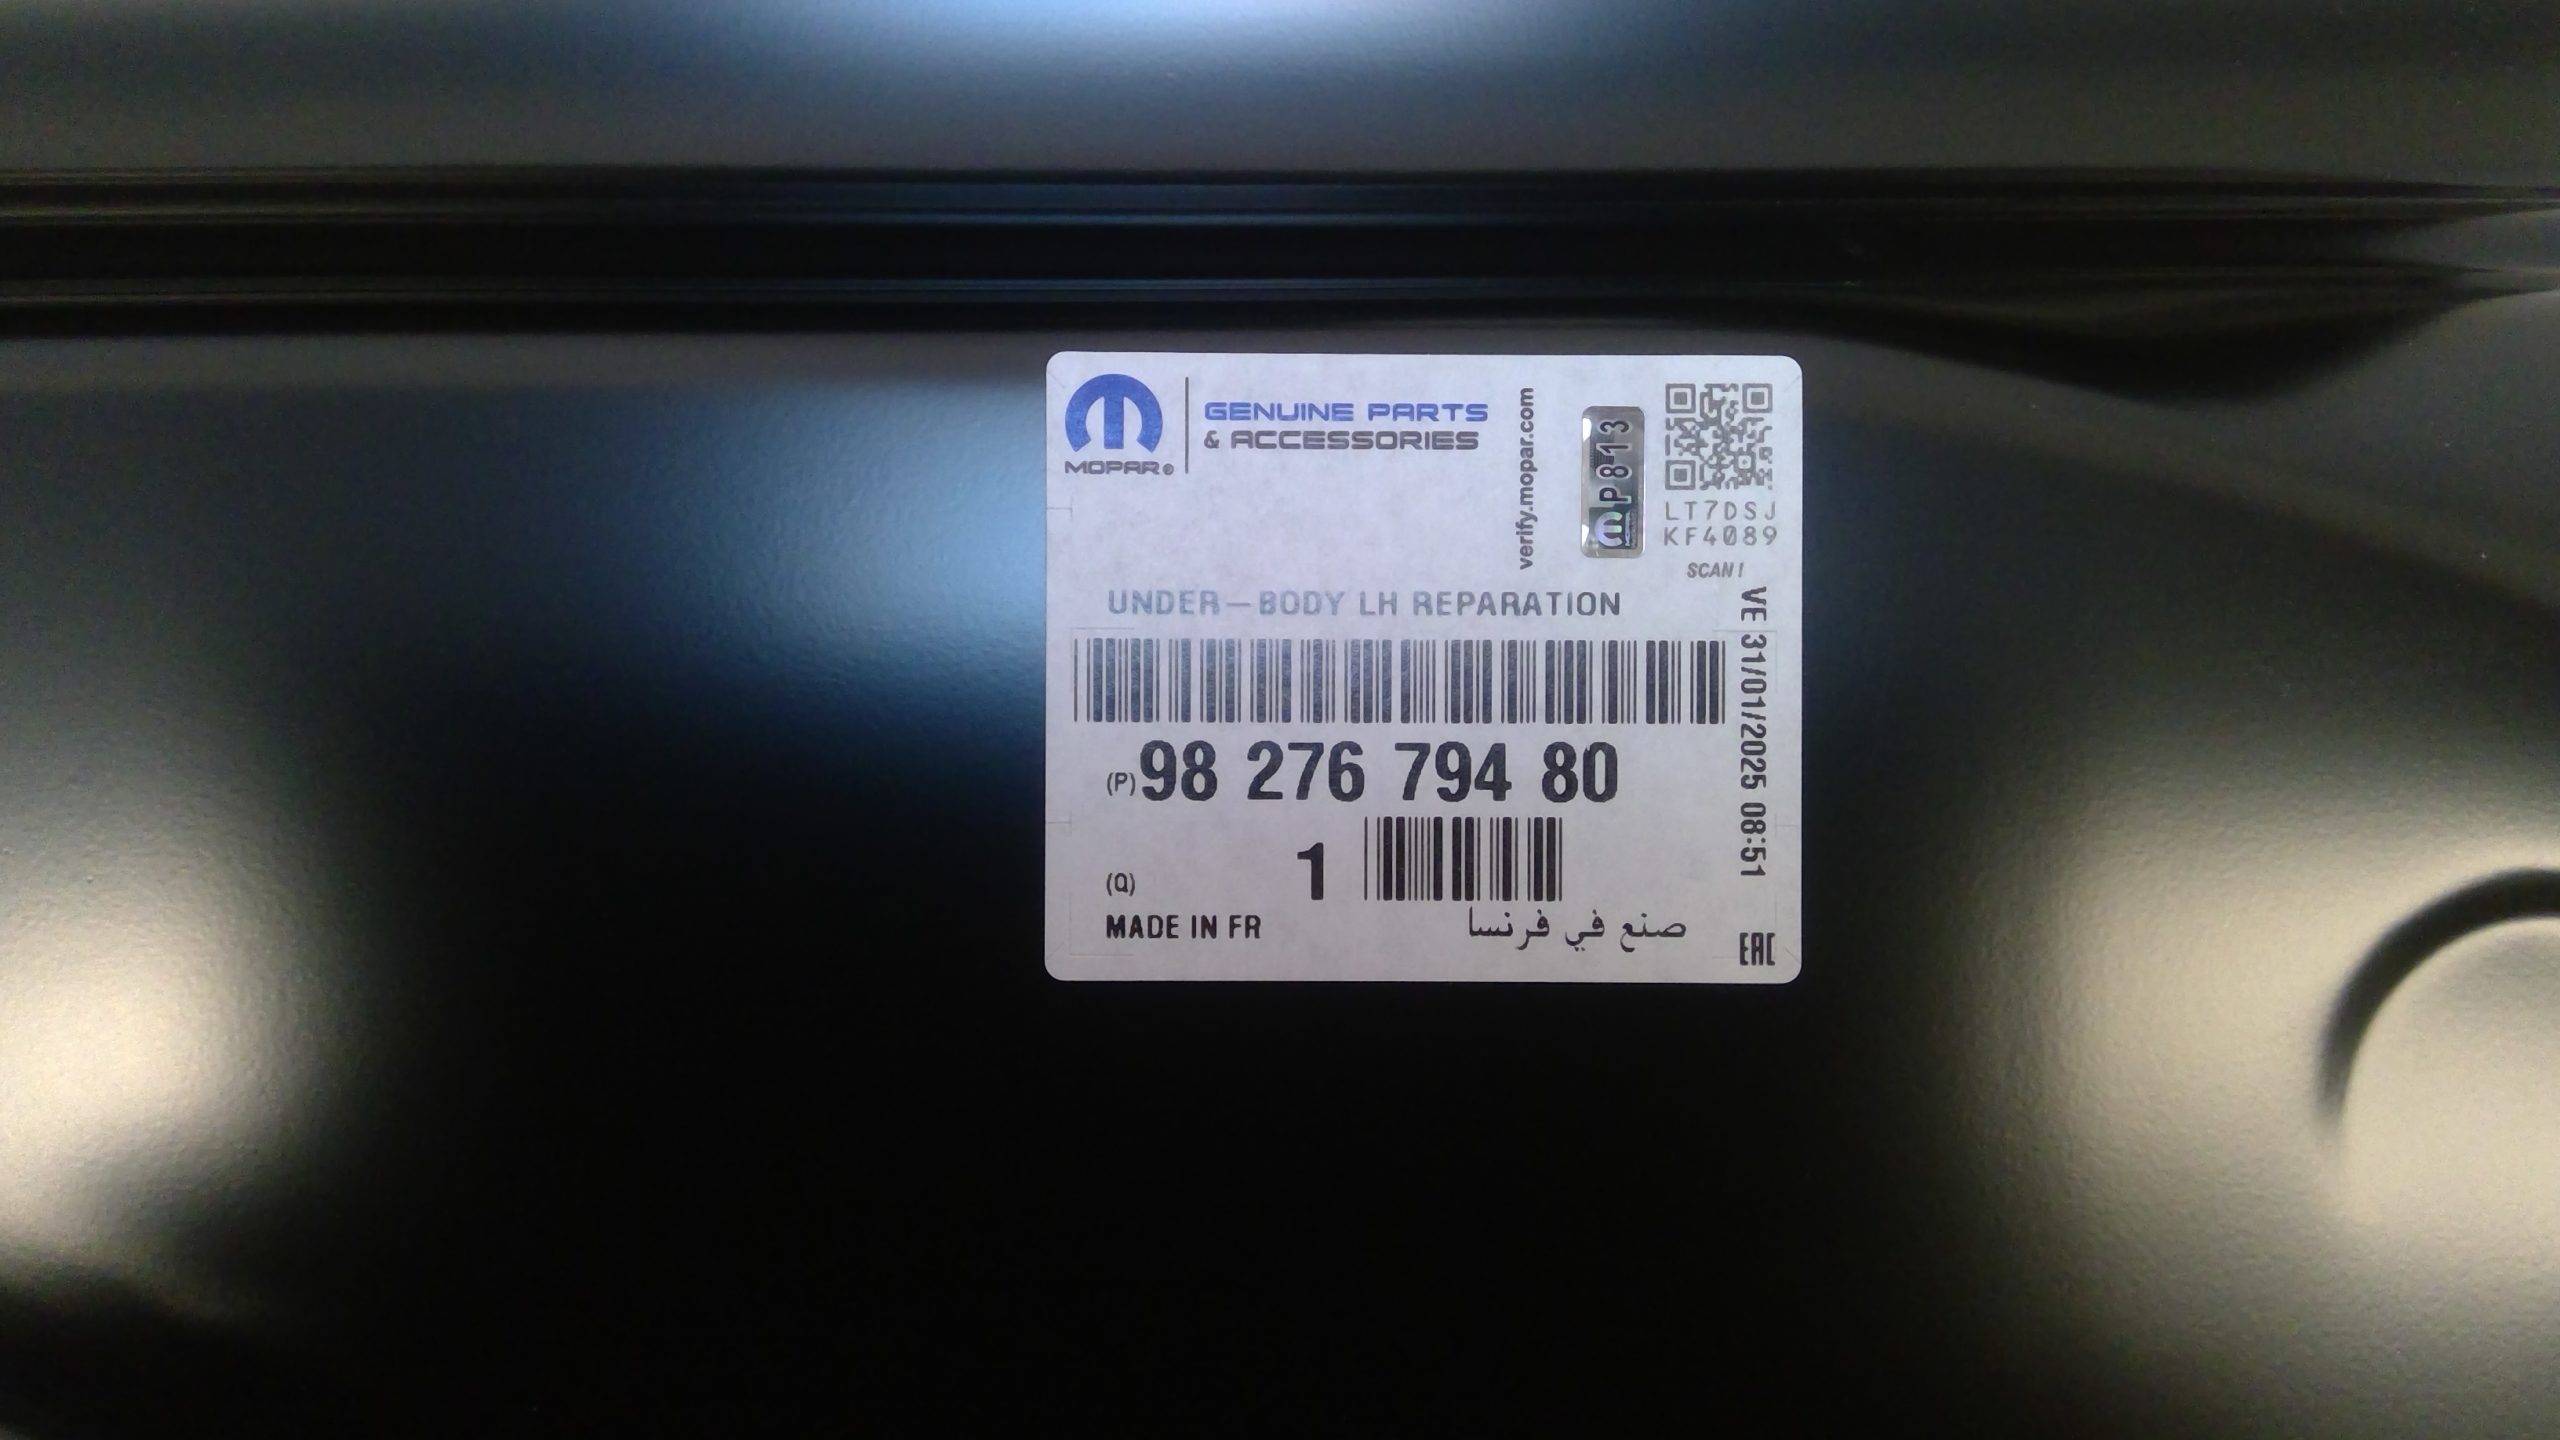 MOPAR®
GENUINE PARTS
& ACCESSORIES
verify.mopar.com
MOPAR
P813
LT7DSJ
KF4089
SCAN!
UNDER-BODY LH REPARATION
VE 31/01/2025 08:51
(P) 98 276 794 80
(Q) 1
MADE IN FR
صنع في فرنسا
EAC